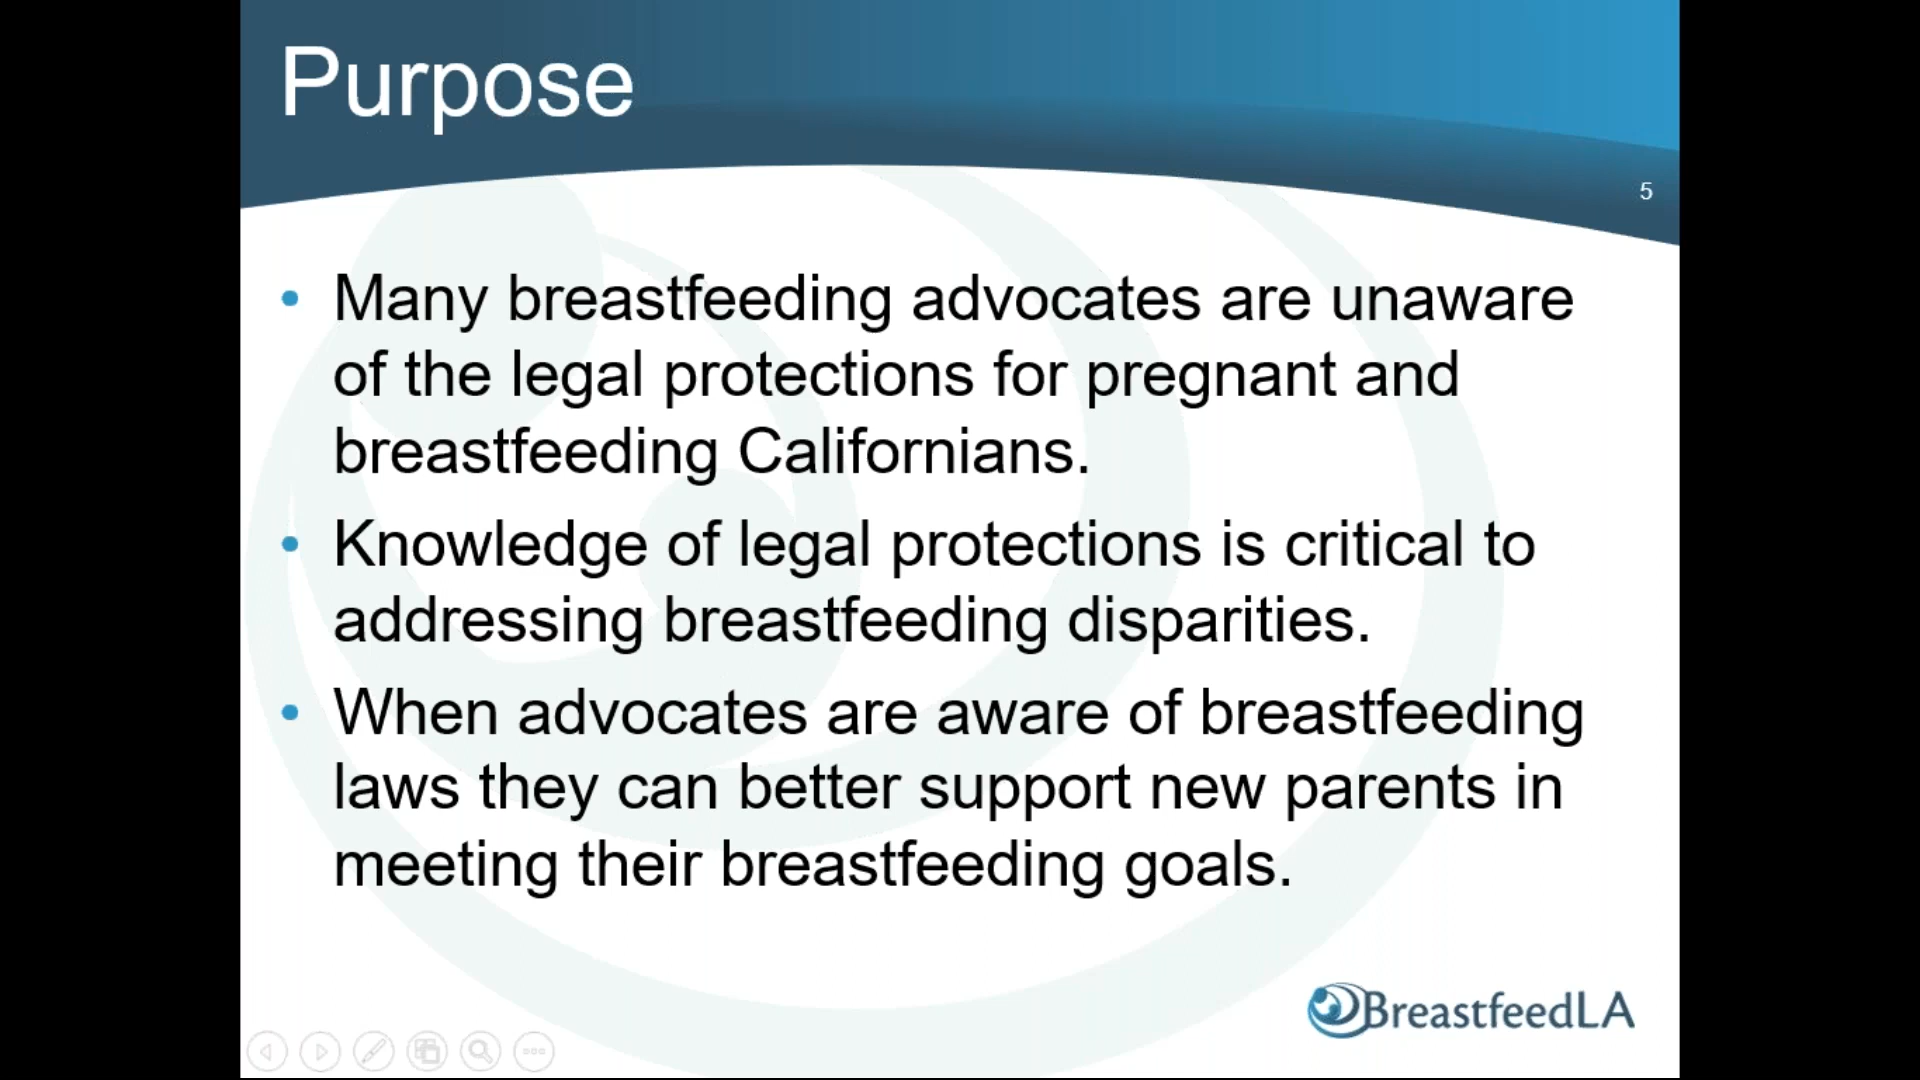 Purpose
5
• Many breastfeeding advocates are unaware
of the legal protections for pregnant and
breastfeeding Californians.
• Knowledge of legal protections is critical to
addressing breastfeeding disparities.
• When advocates are aware of breastfeeding
laws they can better support new parents in
meeting their breastfeeding goals.
BreastfeedLA